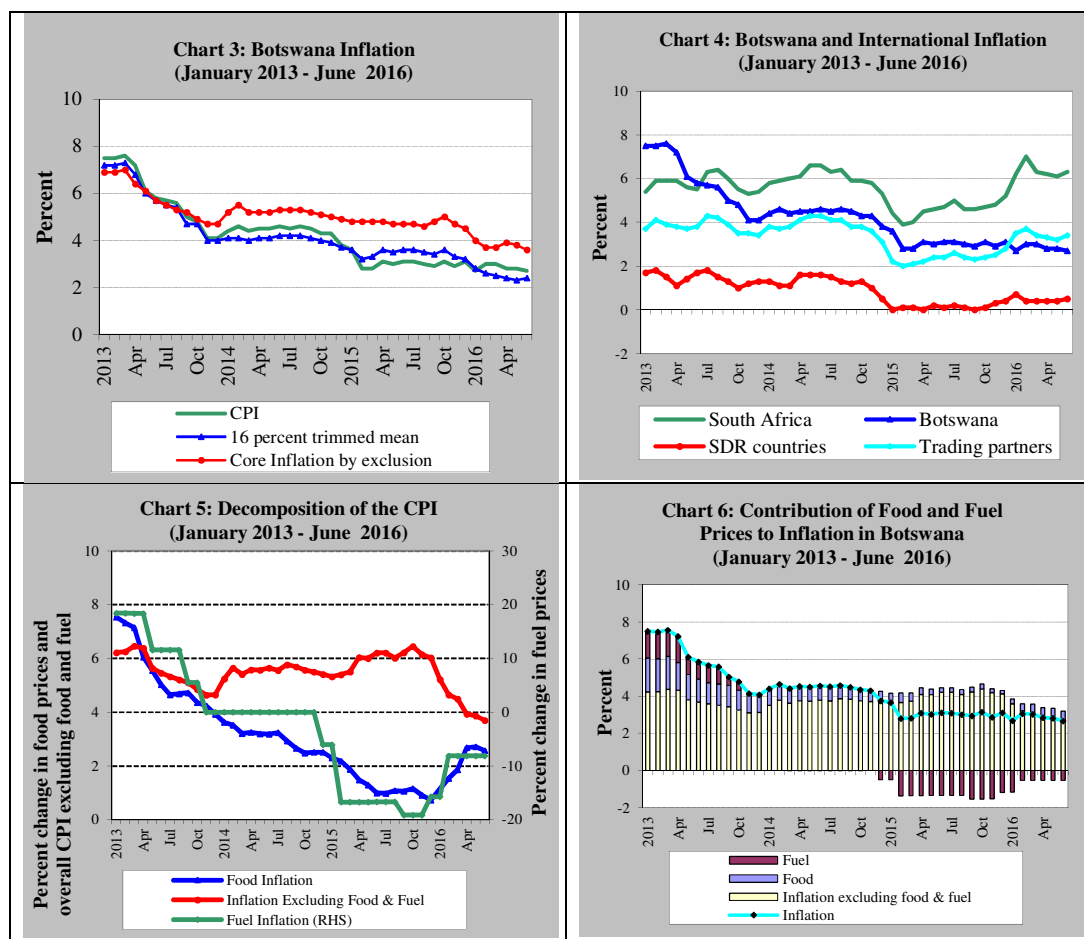 Chart 3: Botswana Inflation
(January 2013 - June 2016)
10
8
6
4
2
0
Percent
2013
Apr
Jul
Oct
2014
Apr
Jul
Oct
2015
Apr
Jul
Oct
2016
Apr
CPI
16 percent trimmed mean
Core Inflation by exclusion
Chart 4: Botswana and International Inflation
(January 2013 - June 2016)
10
8
6
4
2
0
-2
Percent
2013
Apr
Jul
Oct
2014
Apr
Jul
Oct
2015
Apr
Jul
Oct
2016
Apr
South Africa
Botswana
SDR countries
Trading partners
Chart 5: Decomposition of the CPI
(January 2013 - June 2016)
10
8
6
4
2
0
Percent change in food prices and
overall CPI excluding food and fuel
30
20
10
0
-10
-20
Percent change in fuel prices
2013
Apr
Jul
Oct
2014
Apr
Jul
Oct
2015
Apr
Jul
Oct
2016
Apr
Food Inflation
Inflation Excluding Food & Fuel
Fuel Inflation (RHS)
Chart 6: Contribution of Food and Fuel
Prices to Inflation in Botswana
(January 2013 - June 2016)
10
8
6
4
2
0
-2
Percent
2013
Apr
Jul
Oct
2014
Apr
Jul
Oct
2015
Apr
Jul
Oct
2016
Apr
Fuel
Food
Inflation excluding food & fuel
Inflation